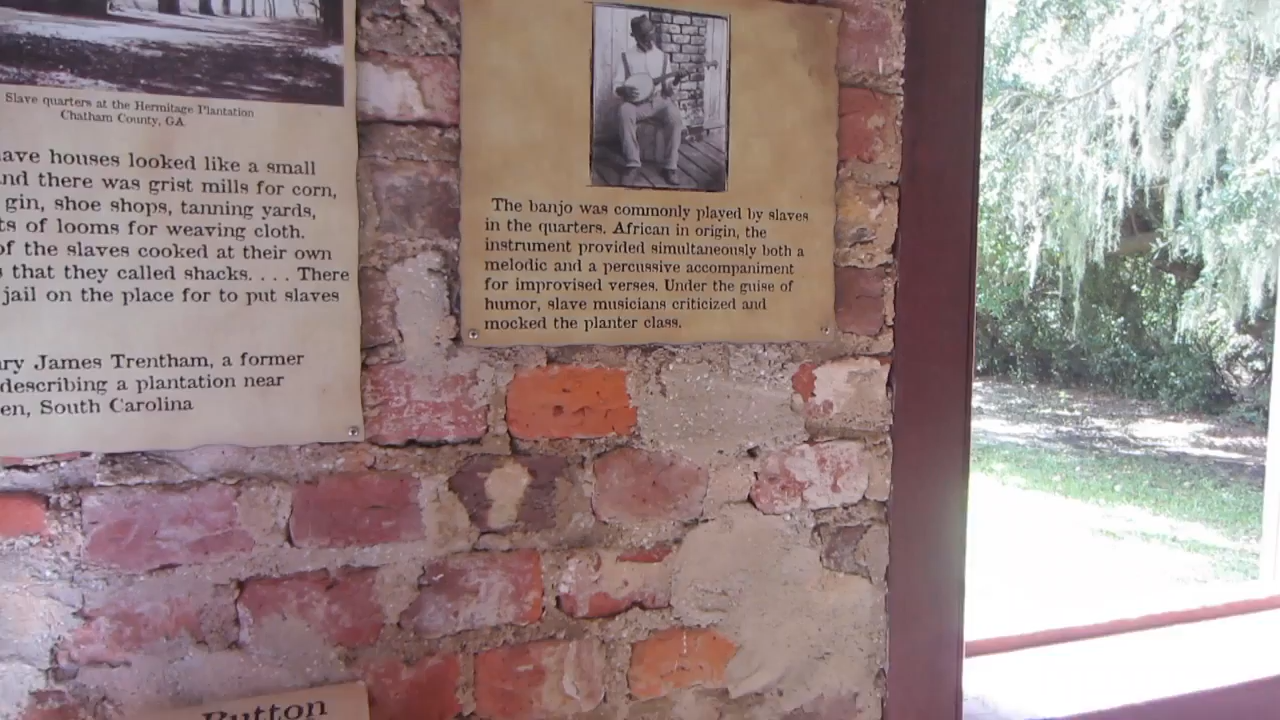 Slave quarters at the Hermitage Plantation
Chatham County, GA
houses looked like a small
there was grist mills for corn,
gin, shoe shops, tanning yards,
of looms for weaving cloth.
of the slaves cooked at their own
that they called shacks. . . . There
jail on the place for to put slaves
James Trentham, a former
describing a plantation near
South Carolina
The banjo was commonly played by slaves
in the quarters. African in origin, the
instrument provided simultaneously both a
melodic and a percussive accompaniment
for improvised verses. Under the guise of
humor, slave musicians criticized and
mocked the planter class.
Button